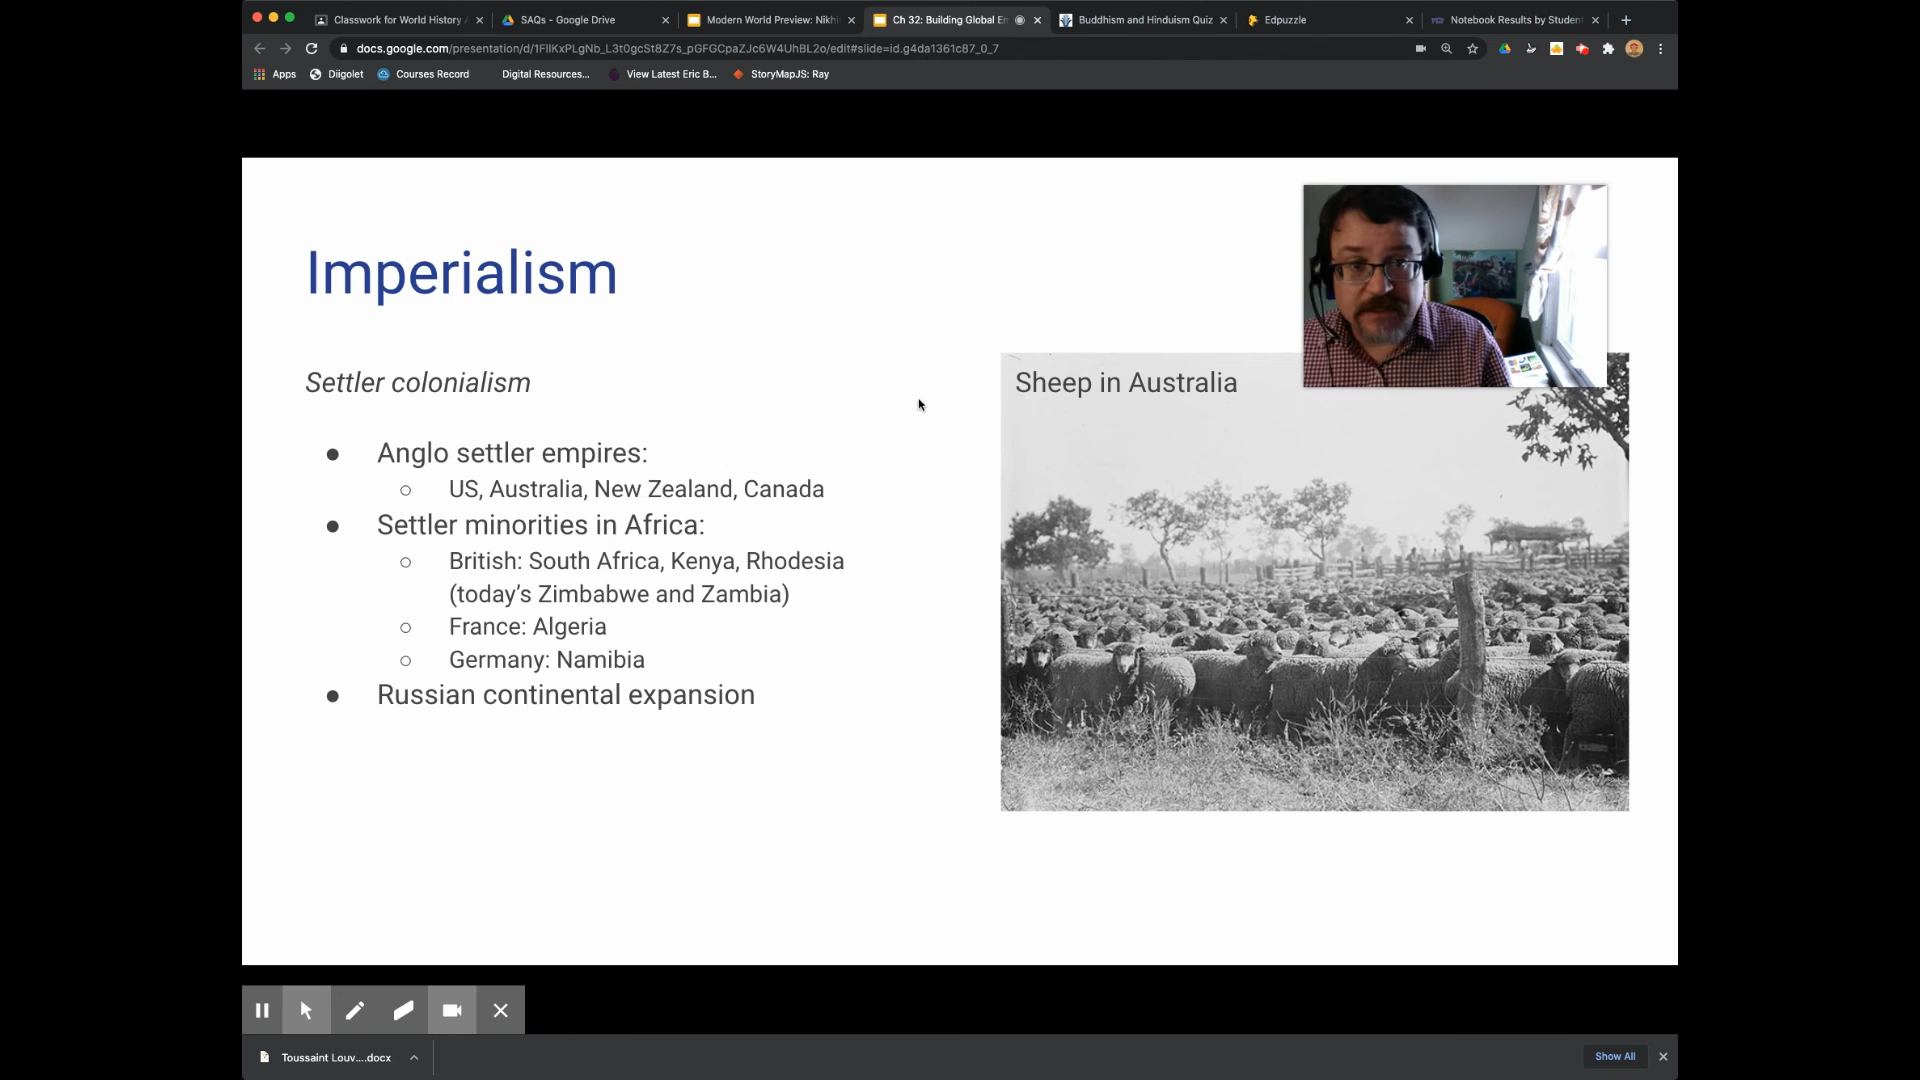 Classwork for World History
SAQs - Google Drive
Modern World Preview: Nikhi
Ch 32: Building Global
Buddhism and Hinduism Quiz
Edpuzzle
Notebook Results by Student
docs.google.com/presentation/d/
/edit#slide=id.g4da1361c87_0_7
Apps
Diigolet
Courses Record
Digital Resources...
View Latest Eric B...
StoryMapJS: Ray
Imperialism
Settler colonialism
Sheep in Australia
● Anglo settler empires:
○ US, Australia, New Zealand, Canada
● Settler minorities in Africa:
○ British: South Africa, Kenya, Rhodesia
(today's Zimbabwe and Zambia)
○ France: Algeria
○ Germany: Namibia
● Russian continental expansion
Toussaint Louv....docx
Show All